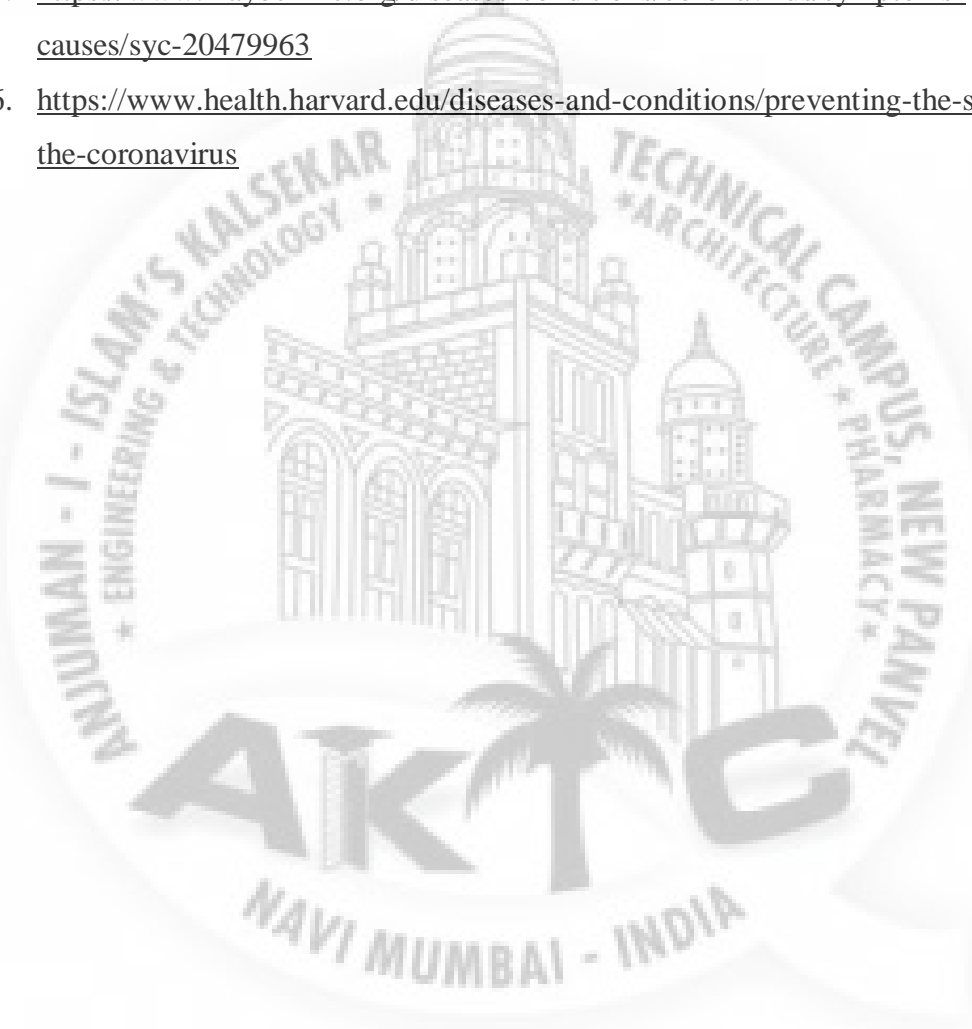 causes/syc-20479963
https://www.health.harvard.edu/diseases-and-conditions/preventing-the-s
the-coronavirus
ANJUMAN - I - ISLAM'S KALSEKAR TECHNICAL CAMPUS, NEW PANVEL
* ENGINEERING & TECHNOLOGY * *ARCHITECTURE * PHARMACY*
AKTC
NAVI MUMBAI - INDIA